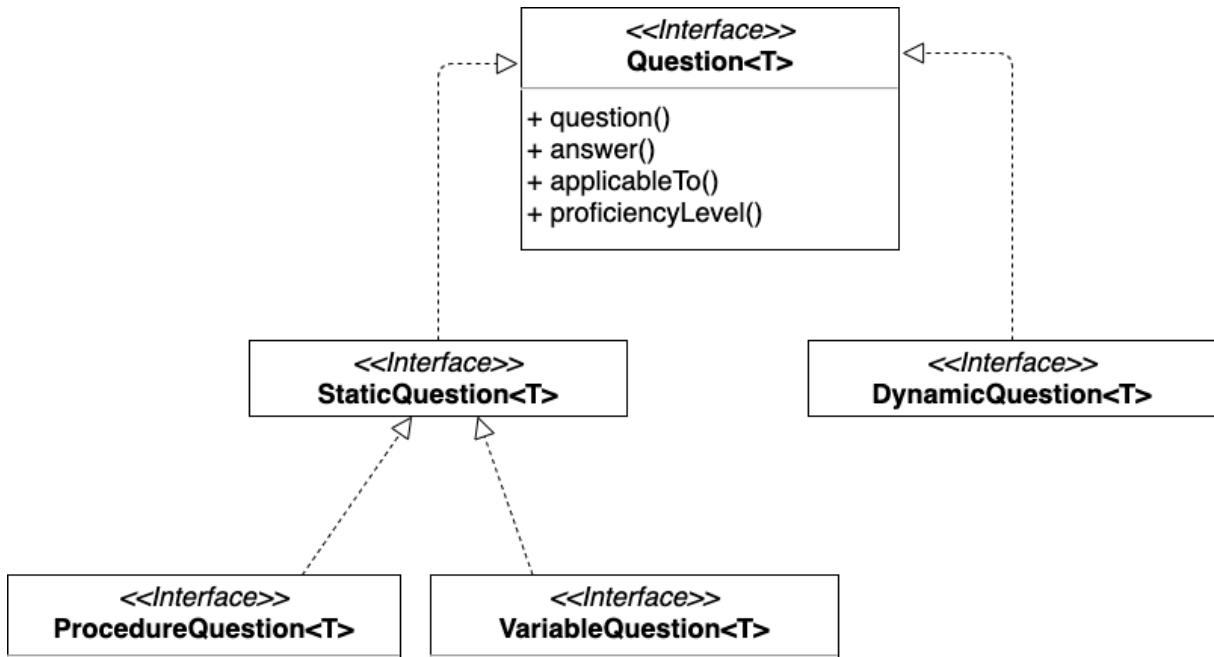 <<Interface>>
Question<T>
+ question()
+ answer()
+ applicableTo()
+ proficiencyLevel()
<<Interface>>
StaticQuestion<T>
<<Interface>>
DynamicQuestion<T>
<<Interface>>
ProcedureQuestion<T>
<<Interface>>
VariableQuestion<T>